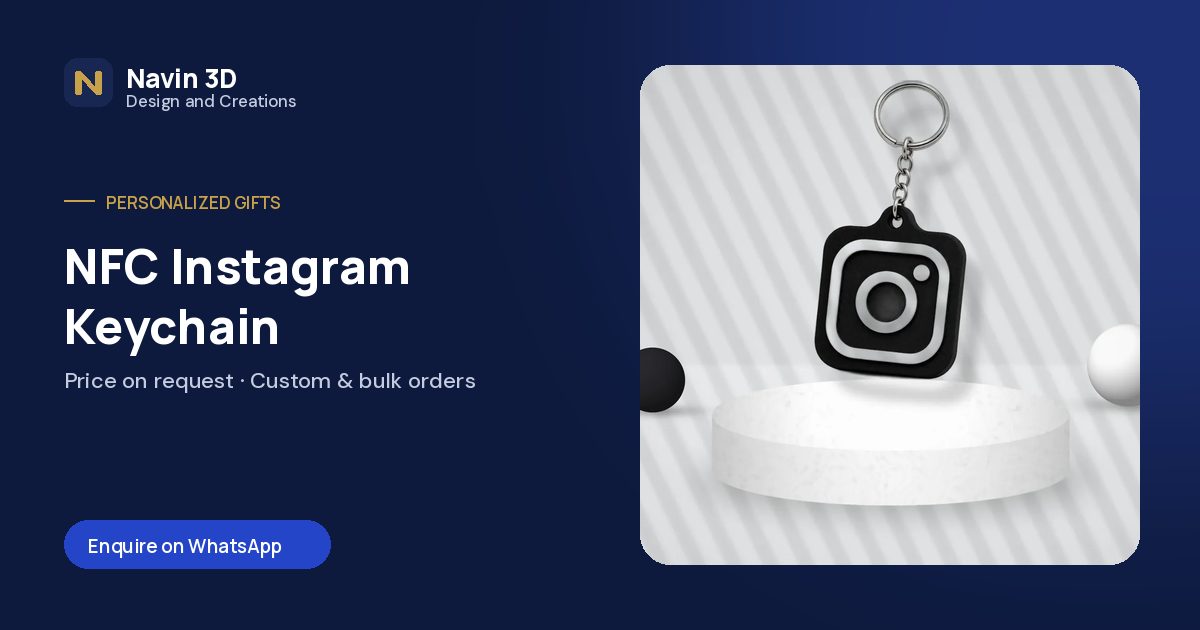 N
Navin 3D
Design and Creations
PERSONALIZED GIFTS
NFC Instagram
Keychain
Price on request · Custom & bulk orders
Enquire on WhatsApp